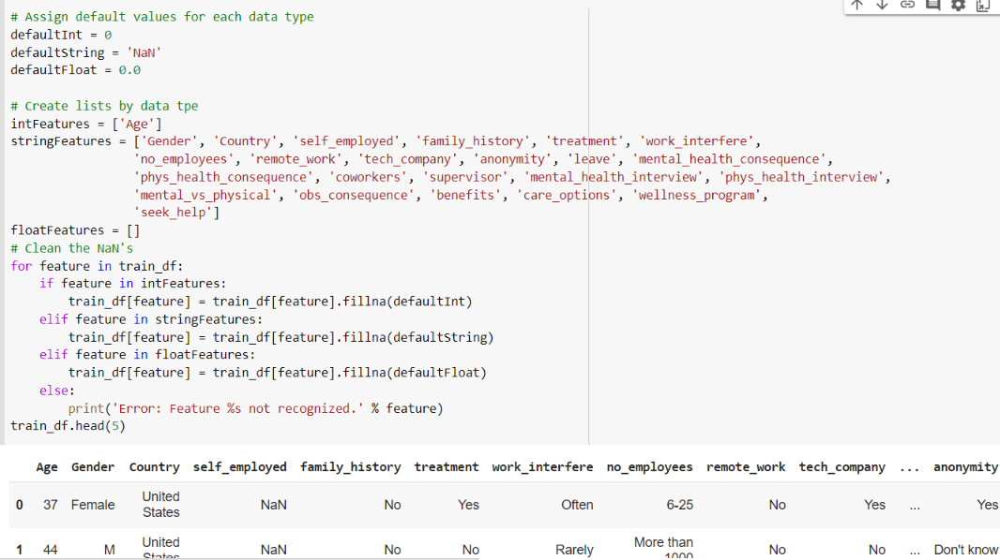 # Assign default values for each data type
defaultInt = 0
defaultString = 'NaN'
defaultFloat = 0.0
# Create lists by data tpe
intFeatures = ['Age']
stringFeatures = ['Gender', 'Country', 'self_employed', 'family_history', 'treatment', 'work_interfere',
'no_employees', 'remote_work', 'tech_company', 'anonymity', 'leave', 'mental_health_consequence',
'phys_health_consequence', 'coworkers', 'supervisor', 'mental_health_interview', 'phys_health_interview',
'mental_vs_physical', 'obs_consequence', 'benefits', 'care_options', 'wellness_program',
'seek_help']
floatFeatures = []
# Clean the NaN's
for feature in train_df:
if feature in intFeatures:
train_df[feature] = train_df[feature].fillna(defaultInt)
elif feature in stringFeatures:
train_df[feature] = train_df[feature].fillna(defaultString)
elif feature in floatFeatures:
train_df[feature] = train_df[feature].fillna(defaultFloat)
else:
print('Error: Feature %s not recognized.' % feature)
train_df.head(5)
Age Gender Country self_employed family_history treatment work_interfere no_employees remote_work tech_company ... anonymity
0 37 Female United States NaN No Yes Often 6-25 No Yes ... Yes
1 44 M United States NaN No No Rarely More than 1000 No No ... Don't know